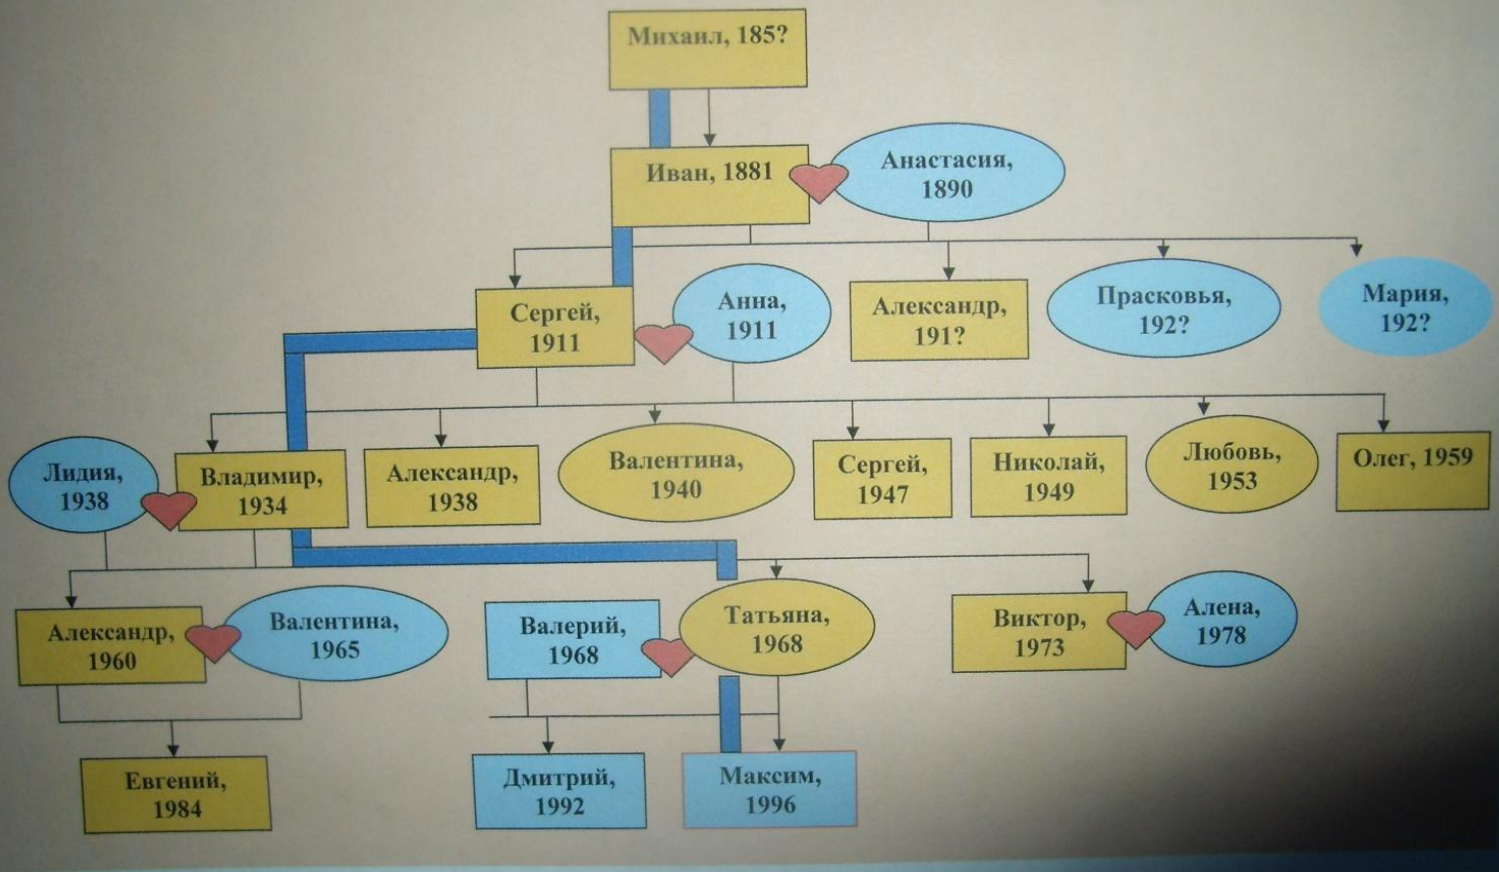 Михаил, 185?
Иван, 1881
Анастасия,
1890
Сергей,
1911
Анна,
1911
Александр,
191?
Прасковья,
192?
Мария,
192?
Лидия,
1938
Владимир,
1934
Александр,
1938
Валентина,
1940
Сергей,
1947
Николай,
1949
Любовь,
1953
Олег, 1959
Александр,
1960
Валентина,
1965
Валерий,
1968
Татьяна,
1968
Виктор,
1973
Алена,
1978
Евгений,
1984
Дмитрий,
1992
Максим,
1996